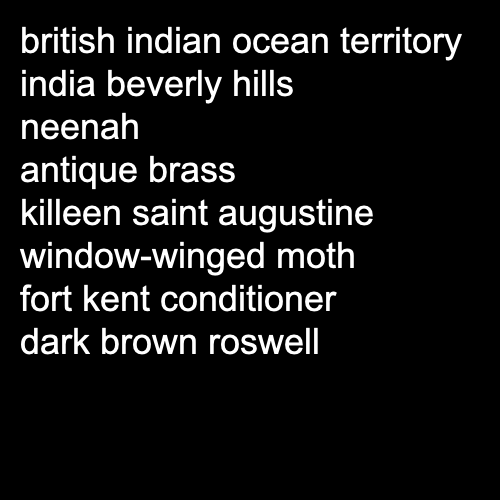 british indian ocean territory
india beverly hills
neenah
antique brass
killeen saint augustine
window-winged moth
fort kent conditioner
dark brown roswell